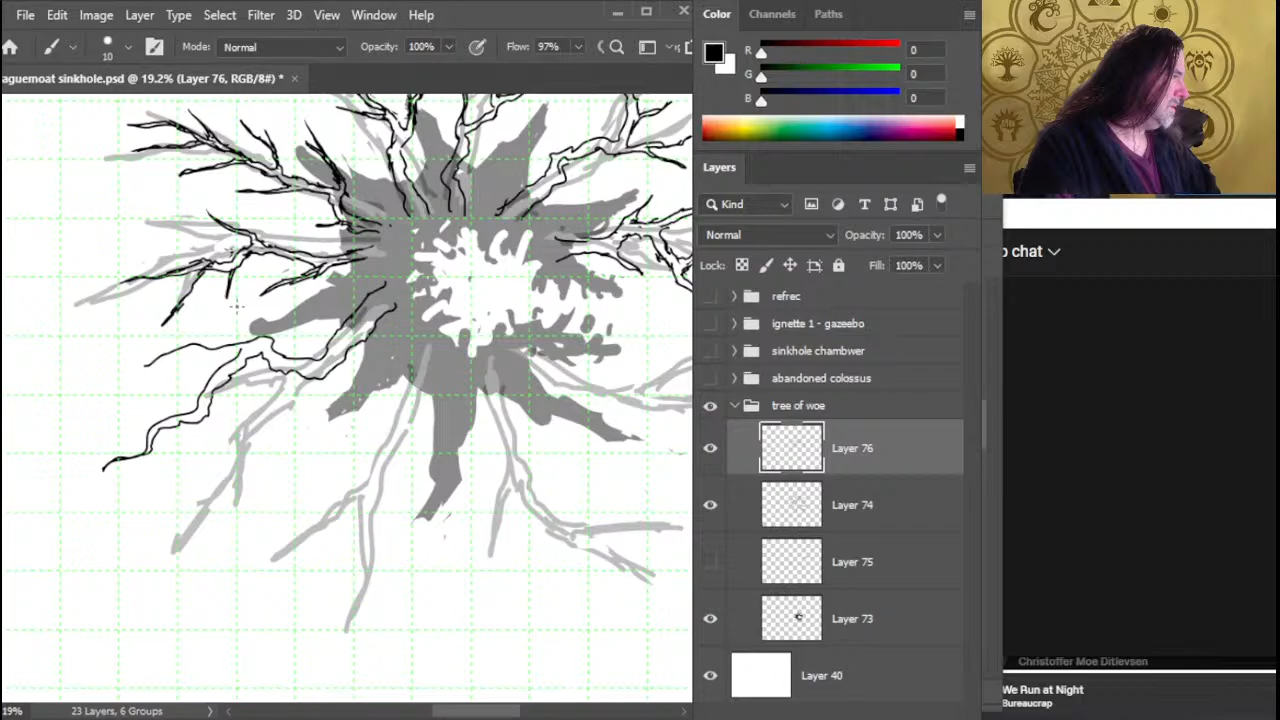 File Edit Image Layer Type Select Filter 3D View Window Help
10
Mode: Normal Opacity: 100% Flow: 97%
aguemoat sinkhole.psd @ 19.2% (Layer 76, RGB/8#) * ×
19% 23 Layers, 6 Groups
Color Channels Paths
R 0
G 0
B 0
Layers
Kind
Normal Opacity: 100%
Lock: Fill: 100%
refrec
ignette 1 - gazeebo
sinkhole chambwer
abandoned colossus
tree of woe
Layer 76
Layer 74
Layer 75
Layer 73
Layer 40
p chat
Christoffer Moe Ditlevsen
We Run at Night
Bureaucrap